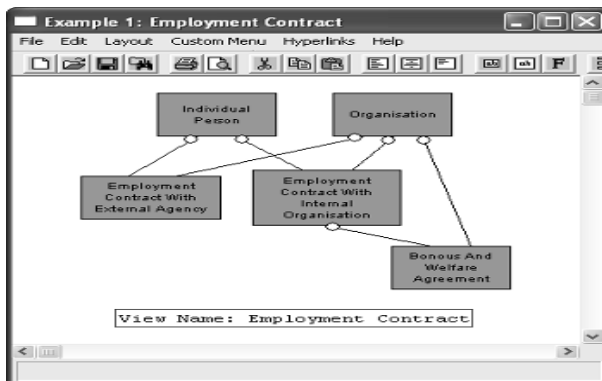 Example 1: Employment Contract
File Edit Layout Custom Menu Hyperlinks Help
Individual
Person
Organisation
Employment
Contract With
External Agency
Employment
Contract With
Internal
Organisation
Bonous And
Welfare
Agreement
View Name: Employment Contract